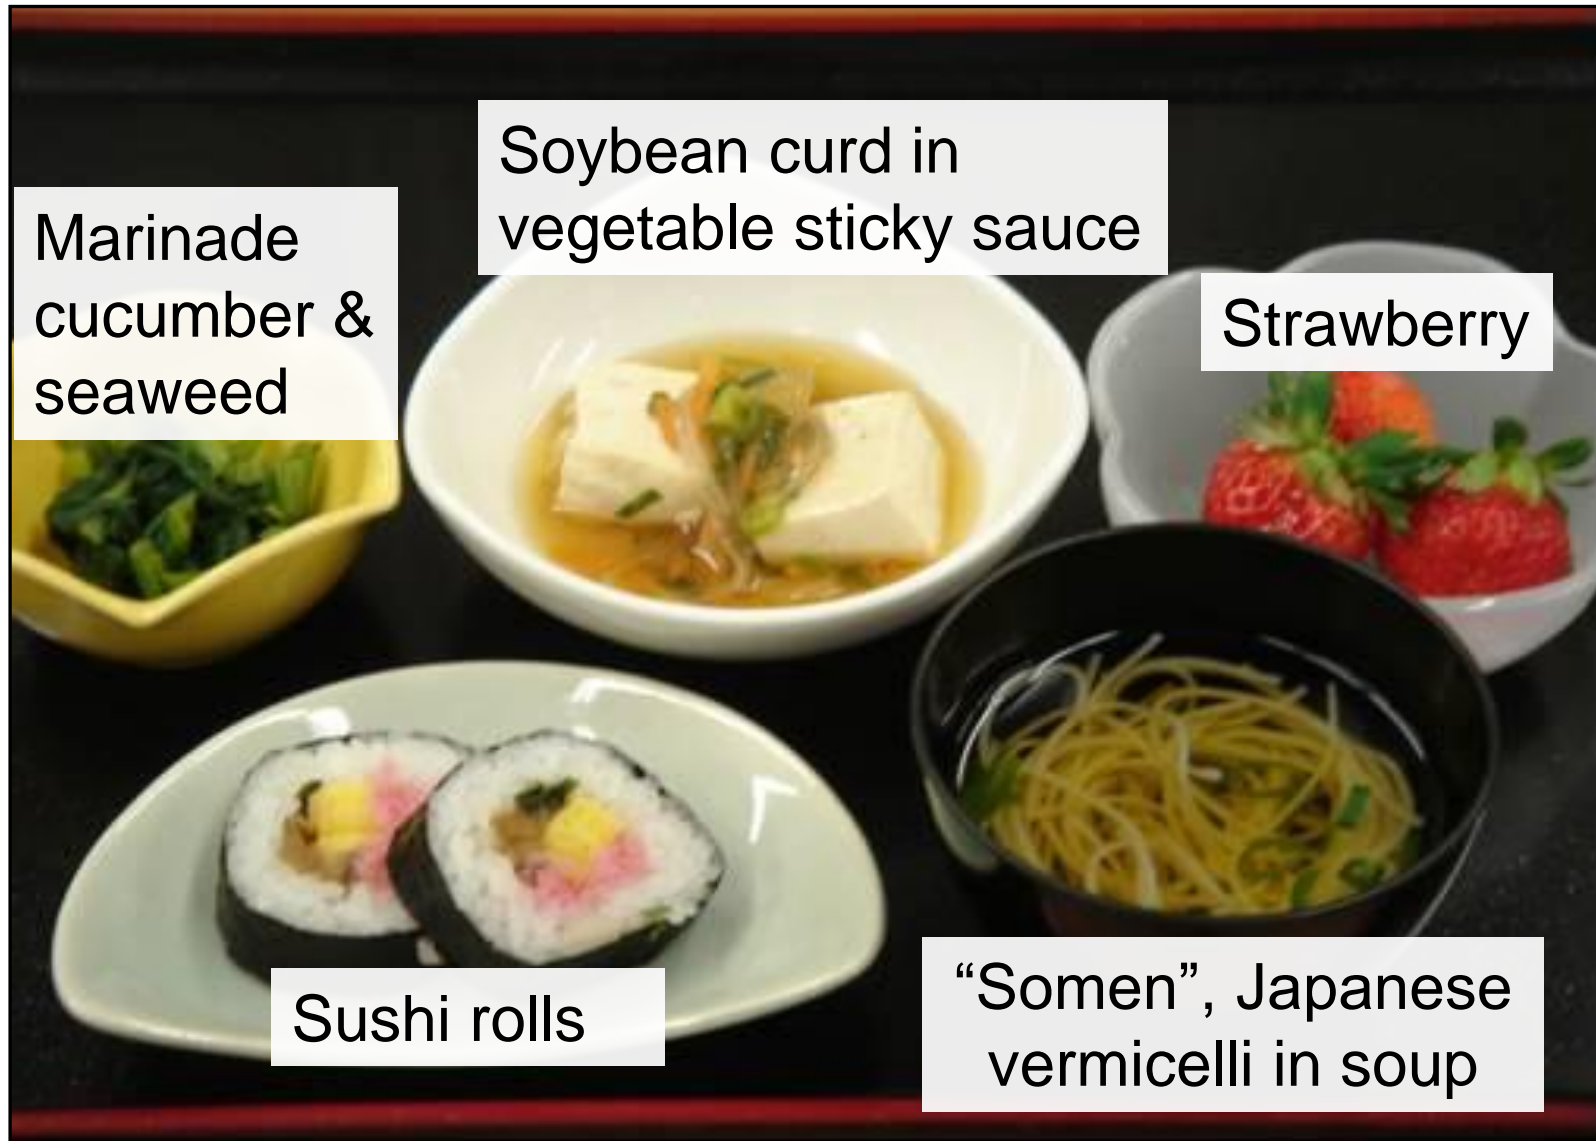 Soybean curd in
vegetable sticky sauce
Marinade
cucumber &
seaweed
Strawberry
Sushi rolls
“Somen”, Japanese
vermicelli in soup